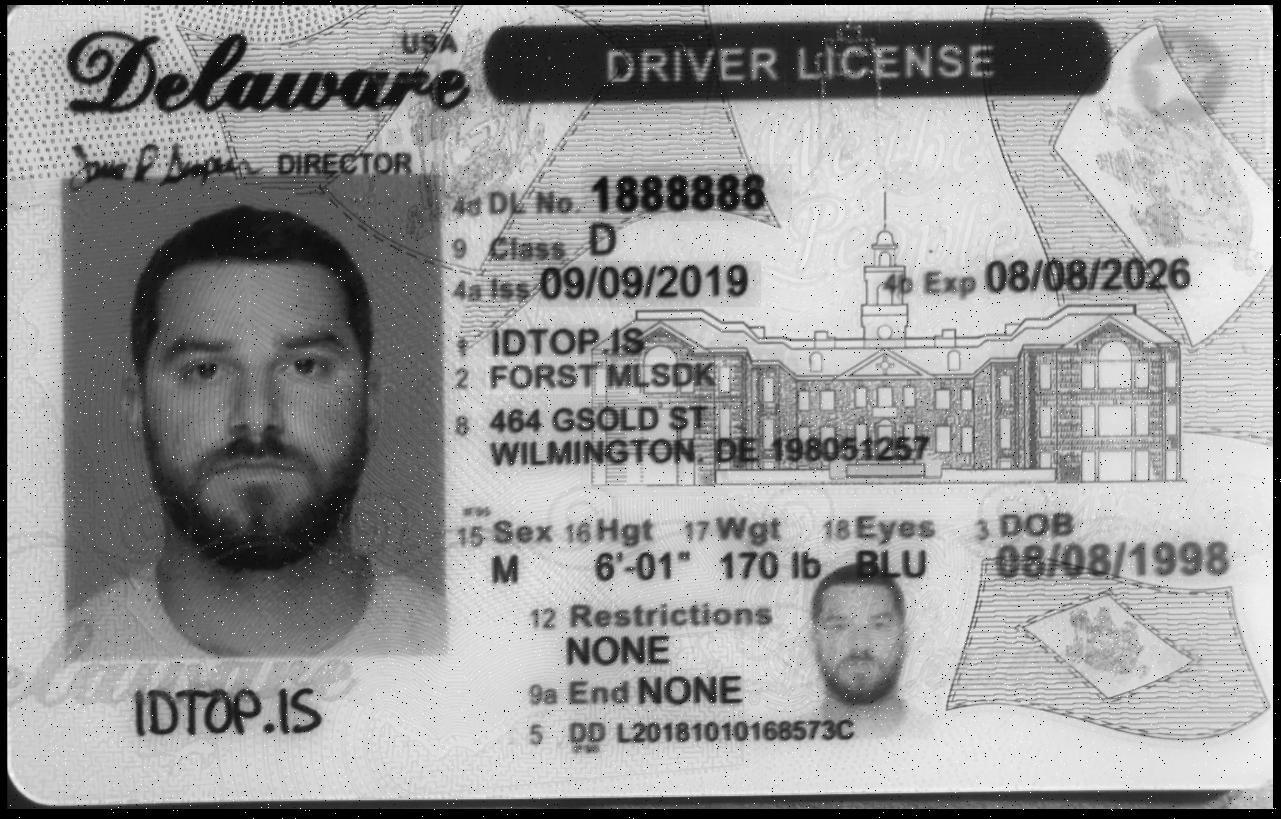 Delaware USA DRIVER LICENSE
DIRECTOR
4d DL No. 1888888
9 Class D
4a Iss 09/09/2019 4b Exp 08/08/2026
1 IDTOP.IS
2 FORST MLSDK
8 464 GSOLD ST
WILMINGTON. DE 198051257
15 Sex 16 Hgt 17 Wgt 18 Eyes 3 DOB
M 6'-01" 170 lb BLU 08/08/1998
12 Restrictions
NONE
9a End NONE
5 DD L20181010168573C
IDTOP.IS